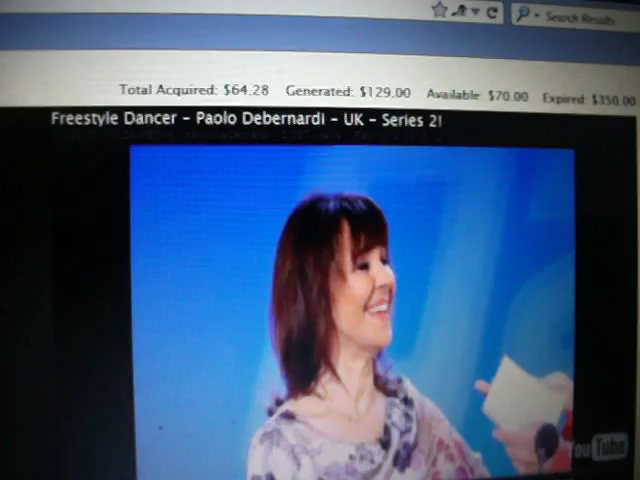 Search Results
Total Acquired: $64.28 Generated: $129.00 Available: $70.00 Expired: $350.00
Freestyle Dancer - Paolo Debernardi - UK - Series 2!
YouTube